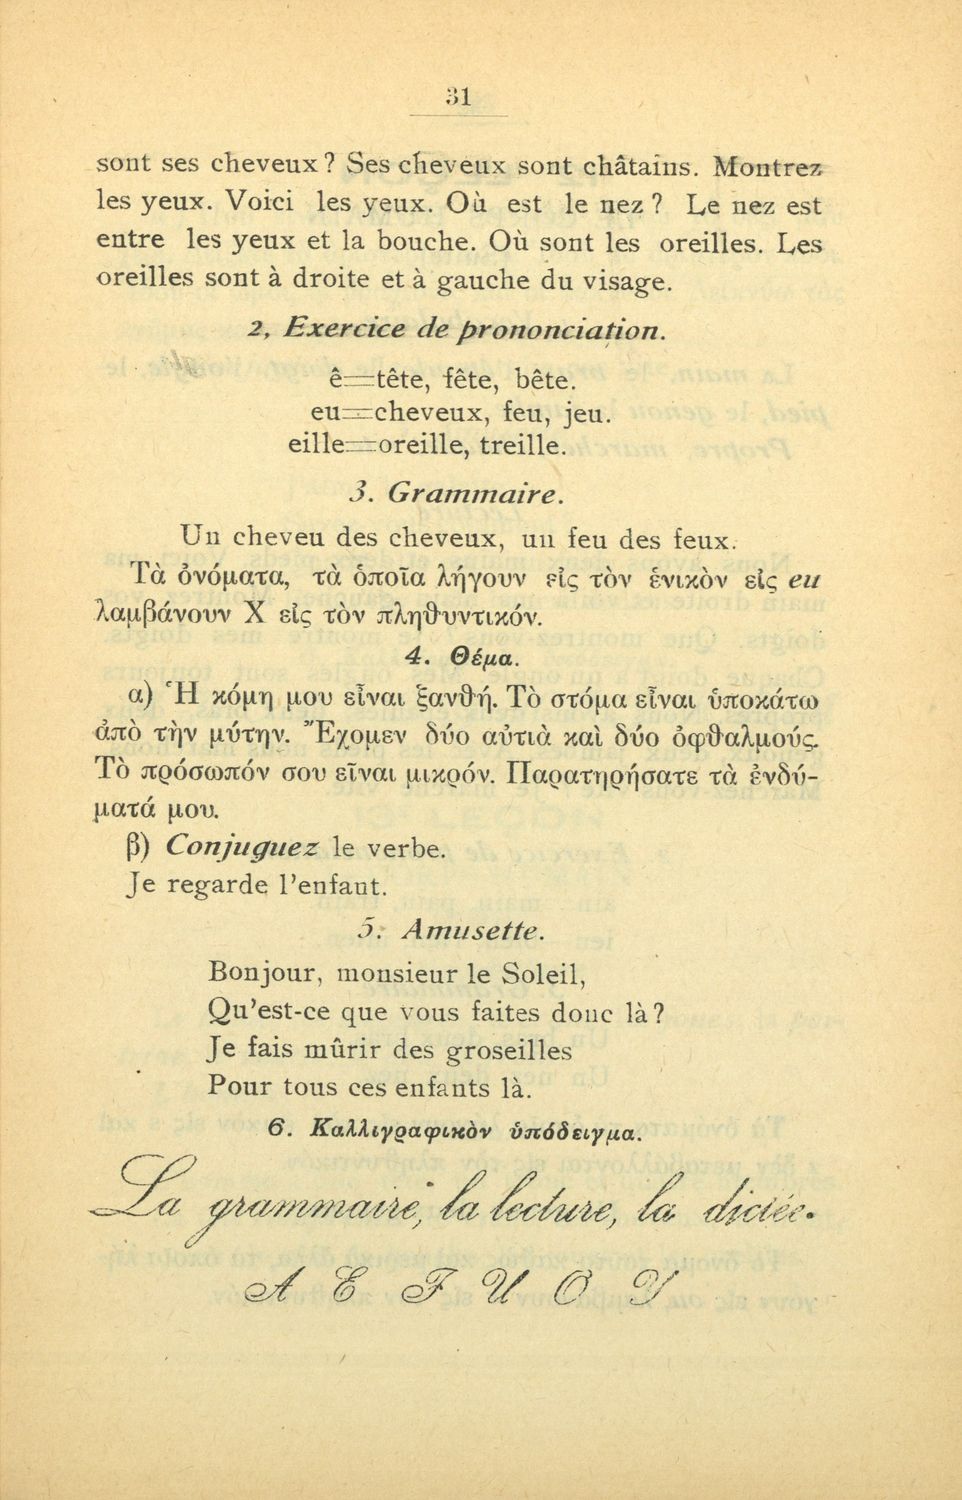 31
sont ses cheveux? Ses cheveux sont châtains. Montrez
les yeux. Voici les yeux. Où est le nez? Le nez est
entre les yeux et la bouche. Où sont les oreilles. Les
oreilles sont à droite et à gauche du visage.
2, Exercice de prononciation.
ê=tête, fête, bête.
eu=cheveux, feu, jeu.
eille=oreille, treille.
3. Grammaire.
Un cheveu des cheveux, un feu des feux.
Τὰ ὀνόματα, τὰ ὁποῖα λήγουν εἰς τὸν ἑνικὸν εἰς eu
λαμβάνουν Χ εἰς τὸν πληθυντικόν.
4. Θέμα.
α) Ἡ κόμη μου εἶναι ξανθή. Τὸ στόμα εἶναι ὑποκάτω
ἀπὸ τὴν μύτην. Ἔχομεν δύο αὐτιὰ καὶ δύο ὀφθαλμούς.
Τὸ πρόσωπόν σου εἶναι μικρόν. Παρατηρήσατε τὰ ἐνδύ-
ματά μου.
β) Conjuguez le verbe.
Je regarde l'enfant.
5. Amusette.
Bonjour, monsieur le Soleil,
Qu'est-ce que vous faites donc là?
Je fais mûrir des groseilles
Pour tous ces enfants là.
6. Καλλιγραφικὸν ὑπόδειγμα.
La grammaire, la lecture, la dictée.
A E F U O Y